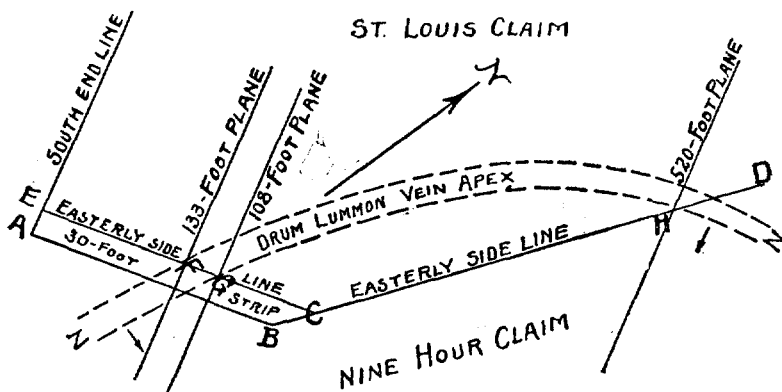 ST. LOUIS CLAIM
SOUTH END LINE
133-FOOT PLANE
108-FOOT PLANE
520-FOOT PLANE
DRUM LUMMON VEIN APEX
D
E
A
EASTERLY SIDE LINE
30-FOOT STRIP
H
EASTERLY SIDE LINE
B
C
NINE HOUR CLAIM